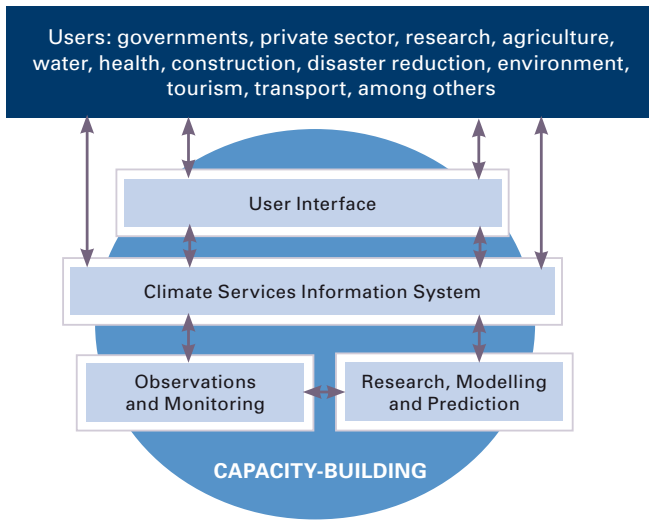 Users: governments, private sector, research, agriculture,
water, health, construction, disaster reduction, environment,
tourism, transport, among others
User Interface
Climate Services Information System
Observations
and Monitoring
Research, Modelling
and Prediction
CAPACITY-BUILDING